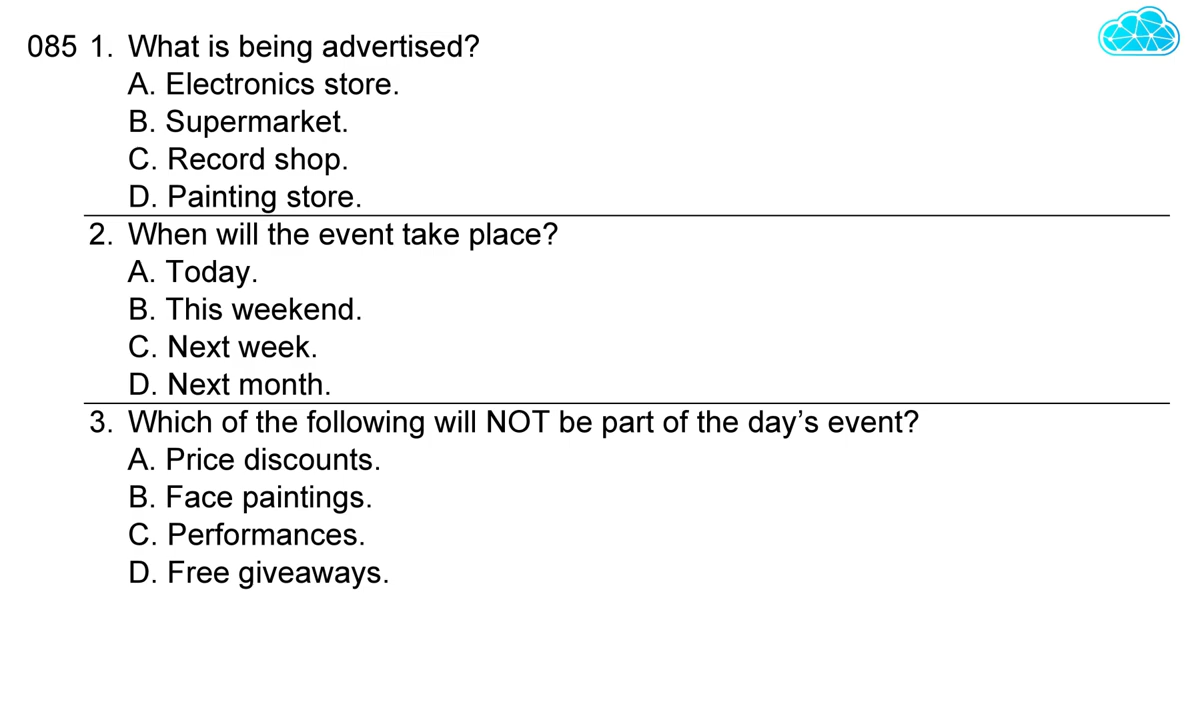 085 1. What is being advertised?
A. Electronics store.
B. Supermarket.
C. Record shop.
D. Painting store.
2. When will the event take place?
A. Today.
B. This weekend.
C. Next week.
D. Next month.
3. Which of the following will NOT be part of the day’s event?
A. Price discounts.
B. Face paintings.
C. Performances.
D. Free giveaways.